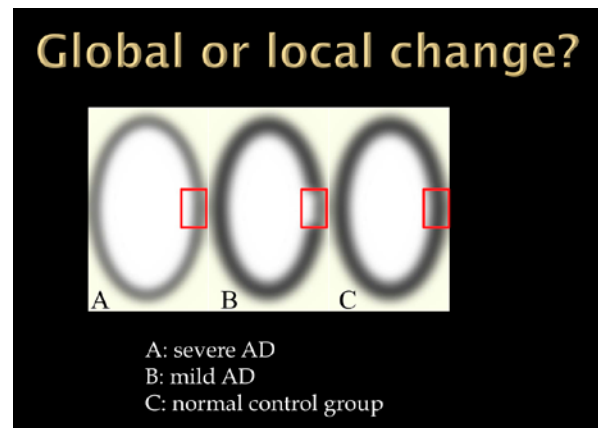 Global or local change?
A B C
A: severe AD
B: mild AD
C: normal control group